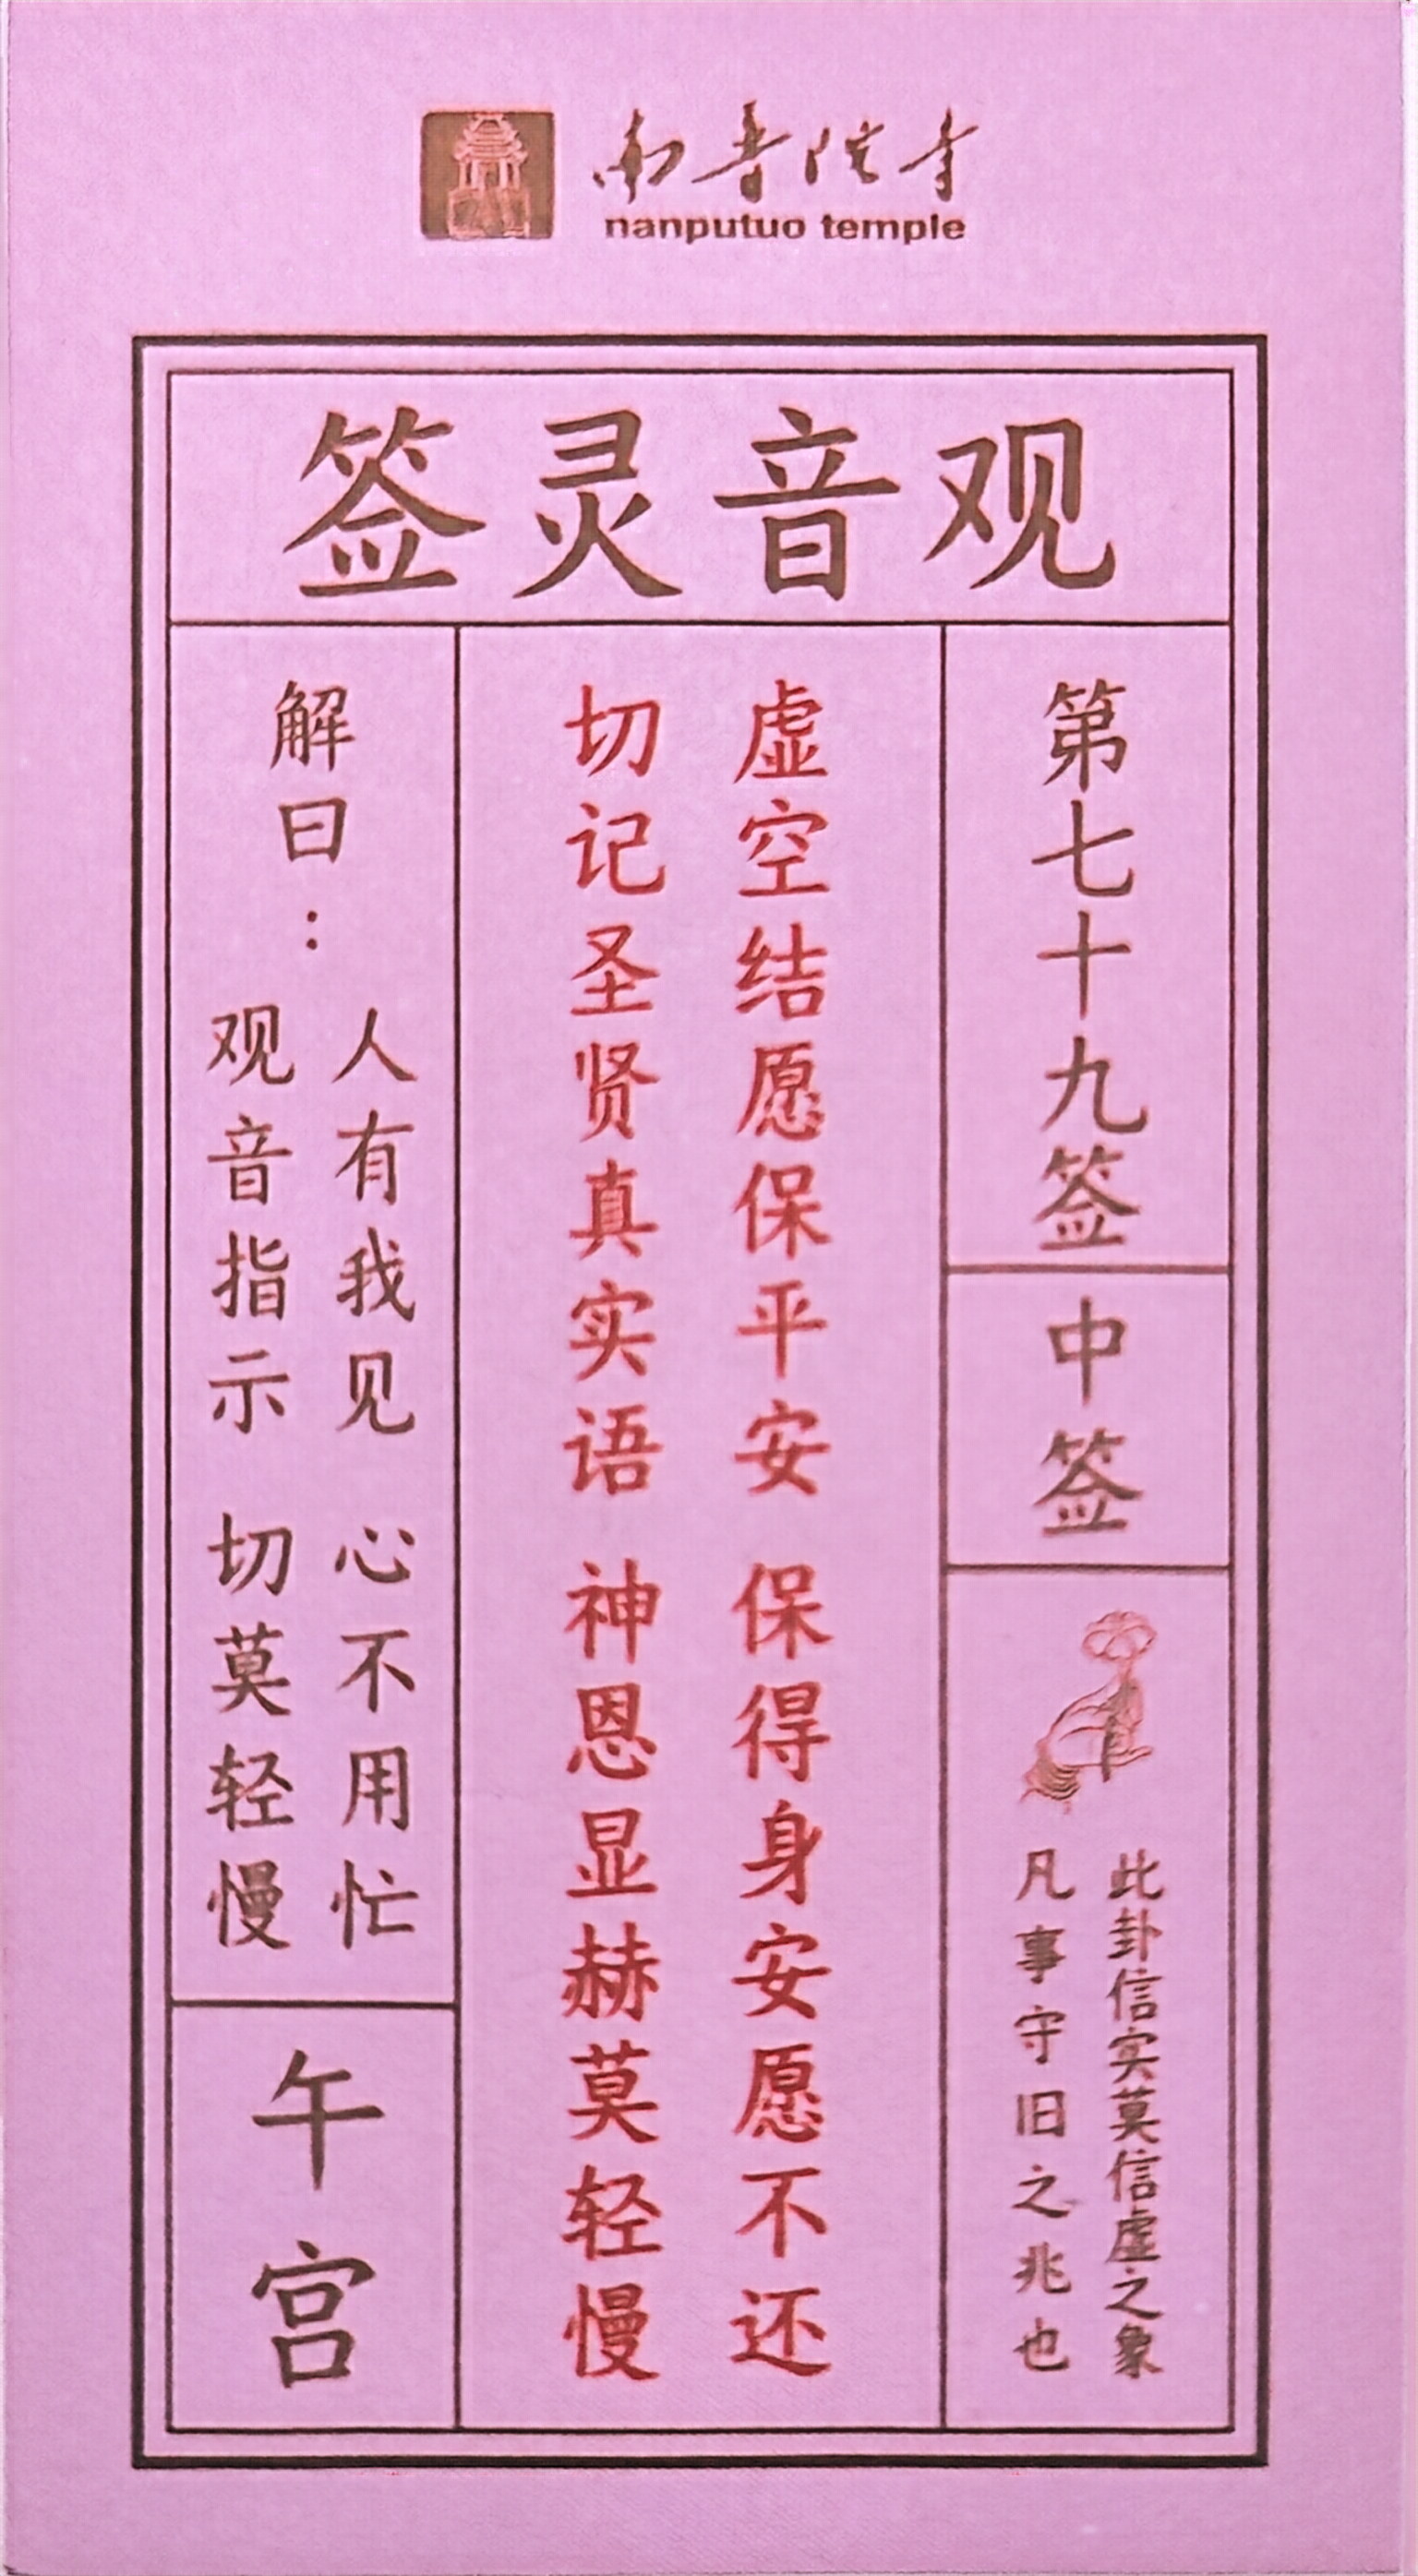 南普陀寺
nanputuo temple
观音灵签
第七十九签
中签
此卦信实莫信虚之象
凡事守旧之兆也
虚空结愿保平安 保得身安愿不还
切记圣贤真实语 神恩显赫莫轻慢
解曰：
人有我见 心不用忙
观音指示 切莫轻慢
午宫